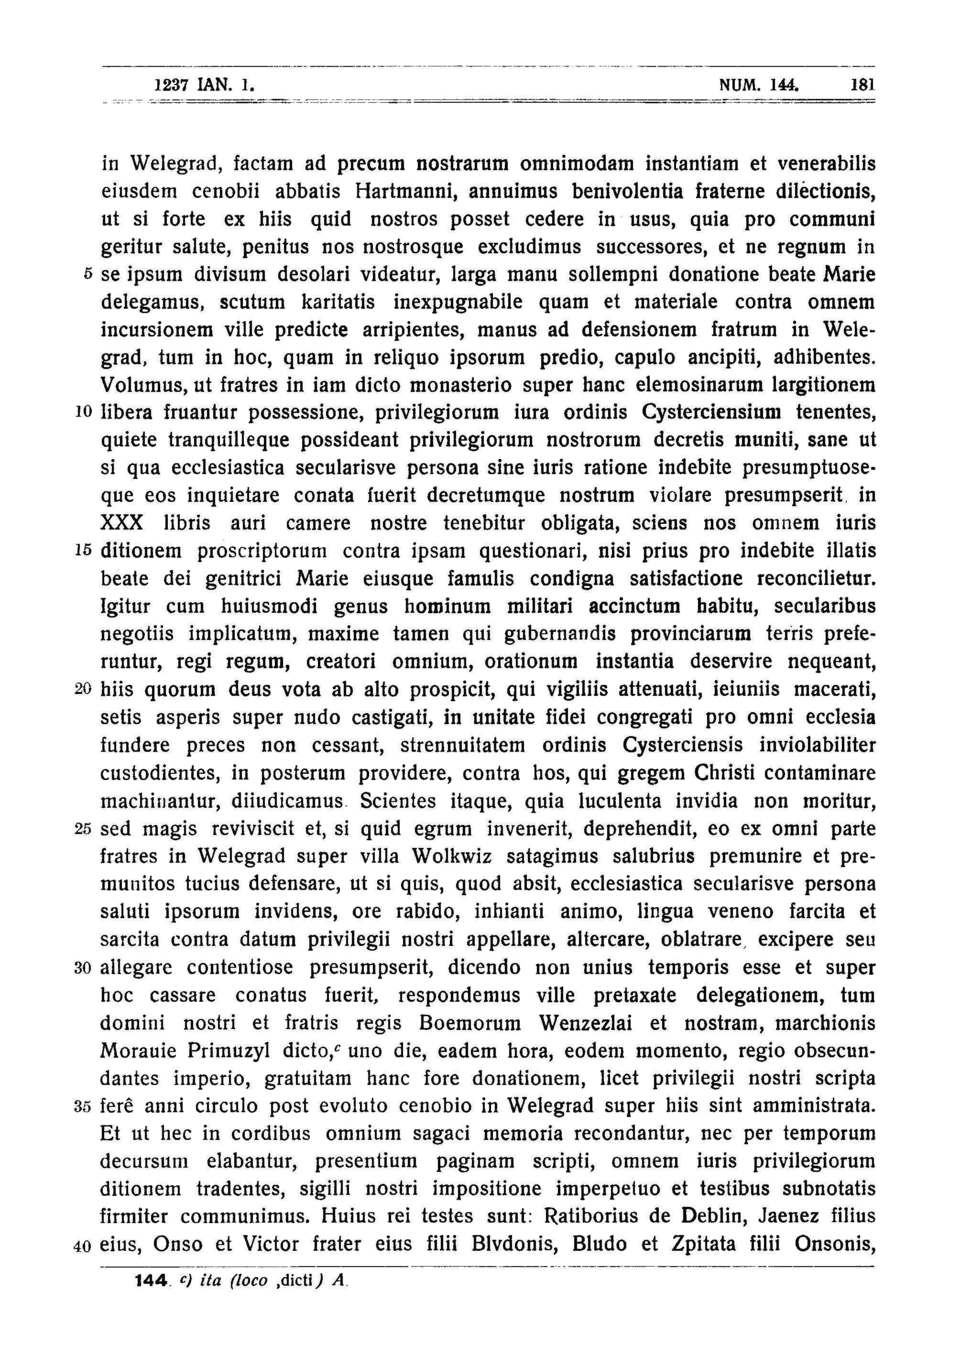 1237 IAN. 1. NUM. 144. 181
in Welegrad, factam ad precum nostrarum omnimodam instantiam et venerabilis
eiusdem cenobii abbatis Hartmanni, annuimus benivolentia fraterne dilectionis,
ut si forte ex hiis quid nostros posset cedere in usus, quia pro communi
geritur salute, penitus nos nostrosque excludimus successores, et ne regnum in
5 se ipsum divisum desolari videatur, larga manu sollempni donatione beate Marie
delegamus, scutum karitatis inexpugnabile quam et materiale contra omnem
incursionem ville predicte arripientes, manus ad defensionem fratrum in Wele-
grad, tum in hoc, quam in reliquo ipsorum predio, capulo ancipiti, adhibentes.
Volumus, ut fratres in iam dicto monasterio super hanc elemosinarum largitionem
10 libera fruantur possessione, privilegiorum iura ordinis Cysterciensium tenentes,
quiete tranquilleque possideant privilegiorum nostrorum decretis muniti, sane ut
si qua ecclesiastica secularisve persona sine iuris ratione indebite presumptuose-
que eos inquietare conata fuerit decretumque nostrum violare presumpserit, in
XXX libris auri camere nostre tenebitur obligata, sciens nos omnem iuris
15 ditionem proscriptorum contra ipsam questionari, nisi prius pro indebite illatis
beate dei genitrici Marie eiusque famulis condigna satisfactione reconcilietur.
Igitur cum huiusmodi genus hominum militari accinctum habitu, secularibus
negotiis implicatum, maxime tamen qui gubernandis provinciarum terris prefe-
runtur, regi regum, creatori omnium, orationum instantia deservire nequeant,
20 hiis quorum deus vota ab alto prospicit, qui vigiliis attenuati, ieiuniis macerati,
setis asperis super nudo castigati, in unitate fidei congregati pro omni ecclesia
fundere preces non cessant, strennuitatem ordinis Cysterciensis inviolabiliter
custodientes, in posterum providere, contra hos, qui gregem Christi contaminare
machinantur, diiudicamus. Scientes itaque, quia luculenta invidia non moritur,
25 sed magis reviviscit et, si quid egrum invenerit, deprehendit, eo ex omni parte
fratres in Welegrad super villa Wolkwiz satagimus salubrius premunire et pre-
munitos tucius defensare, ut si quis, quod absit, ecclesiastica secularisve persona
saluti ipsorum invidens, ore rabido, inhianti animo, lingua veneno farcita et
sarcita contra datum privilegii nostri appellare, altercare, oblatrare, excipere seu
30 allegare contentiose presumpserit, dicendo non unius temporis esse et super
hoc cassare conatus fuerit, respondemus ville pretaxate delegationem, tum
domini nostri et fratris regis Boemorum Wenzezlai et nostram, marchionis
Morauie Primuzyl dicto,c uno die, eadem hora, eodem momento, regio obsecun-
dantes imperio, gratuitam hanc fore donationem, licet privilegii nostri scripta
35 ferê anni circulo post evoluto cenobio in Welegrad super hiis sint amministrata.
Et ut hec in cordibus omnium sagaci memoria recondantur, nec per temporum
decursum elabantur, presentium paginam scripti, omnem iuris privilegiorum
ditionem tradentes, sigilli nostri impositione imperpetuo et testibus subnotatis
firmiter communimus. Huius rei testes sunt: Ratiborius de Deblin, Jaenez filius
40 eius, Onso et Victor frater eius filii Blvdonis, Bludo et Zpitata filii Onsonis,
144. c) ita (loco ‚dicti) A.